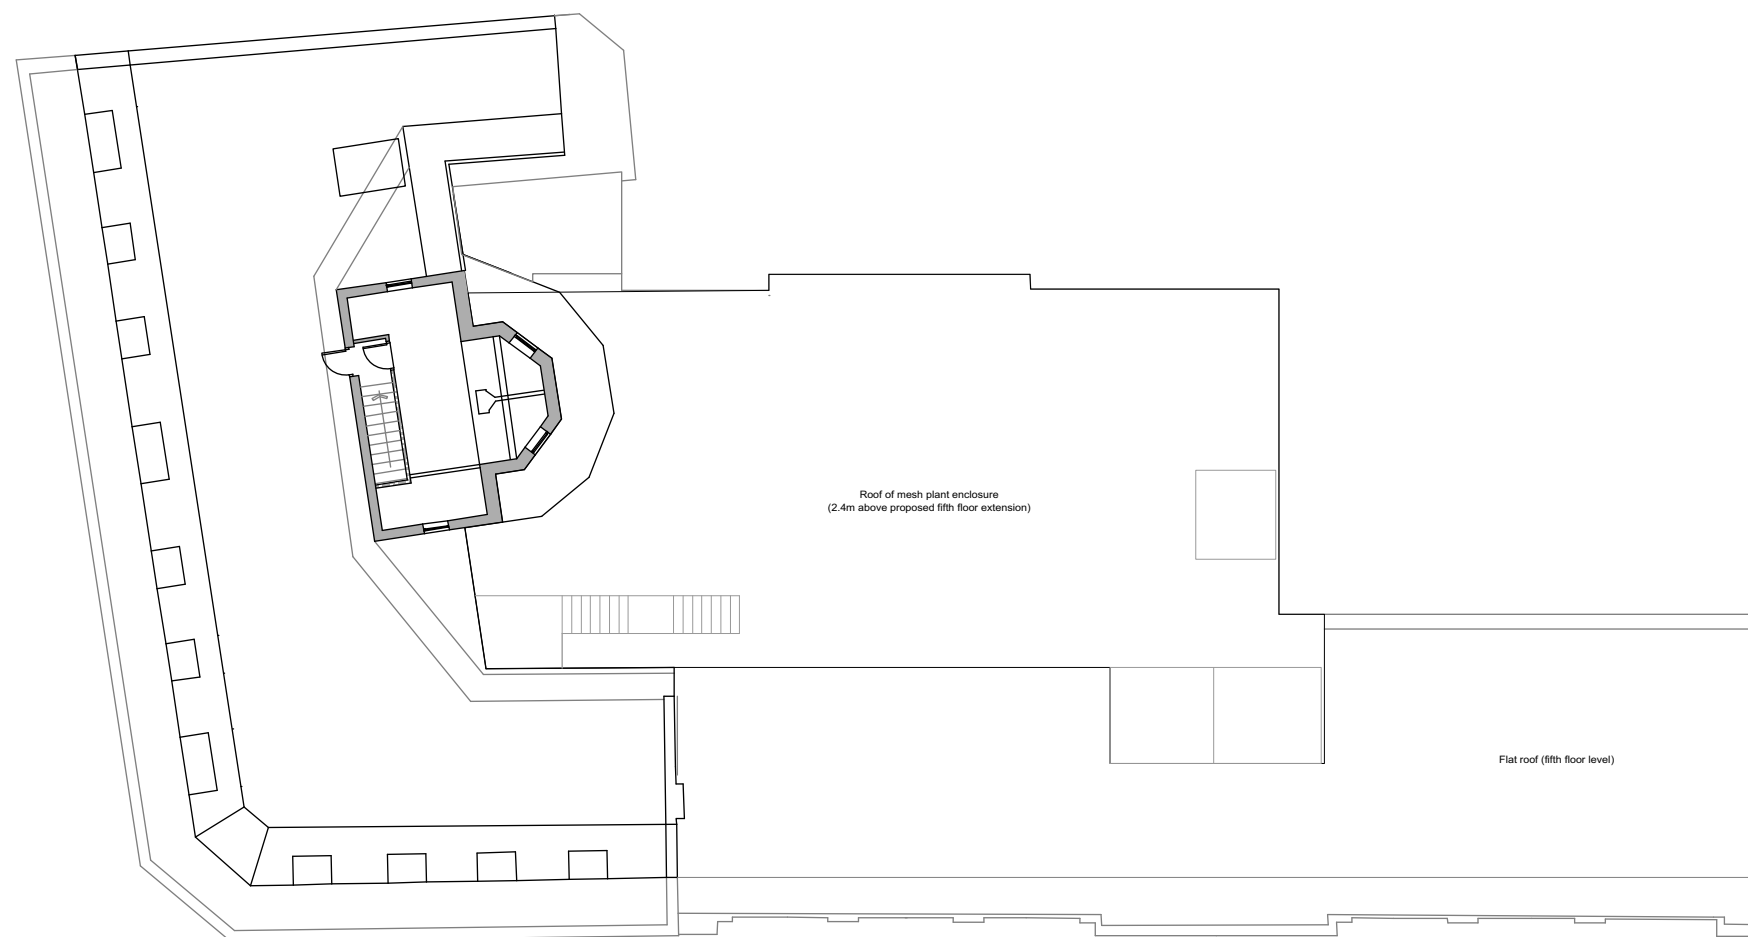 Roof of mesh plant enclosure
(2.4m above proposed fifth floor extension)
Flat roof (fifth floor level)